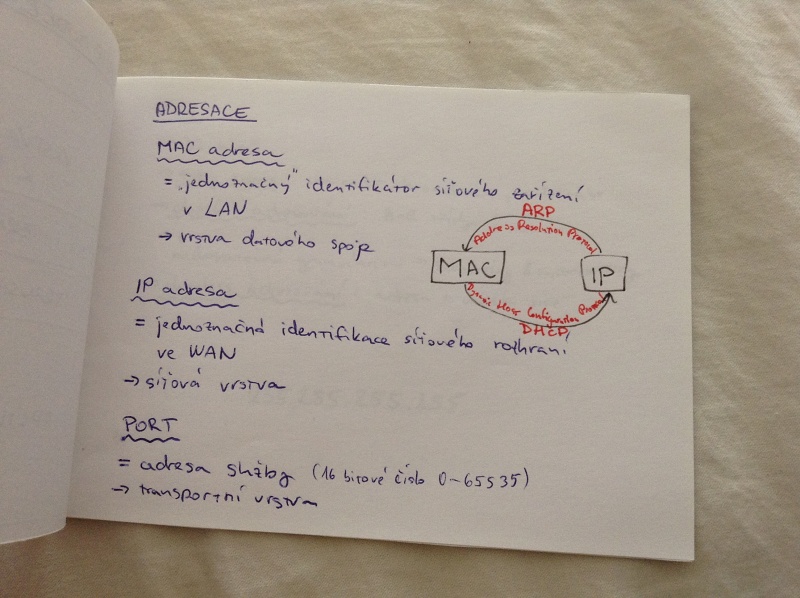 ADRESACE
MAC adresa
= „jednoznačný" identifikátor síťového zařízení
v LAN
→ vrstva datového spoje
ARP
Address Resolution Protocol
MAC
IP
Dynamic Host Configuration Protocol
DHCP
IP adresa
= jednoznačná identifikace síťového rozhraní
ve WAN
→ síťová vrstva
PORT
= adresa služby (16 bitové číslo 0-65535)
→ transportní vrstva